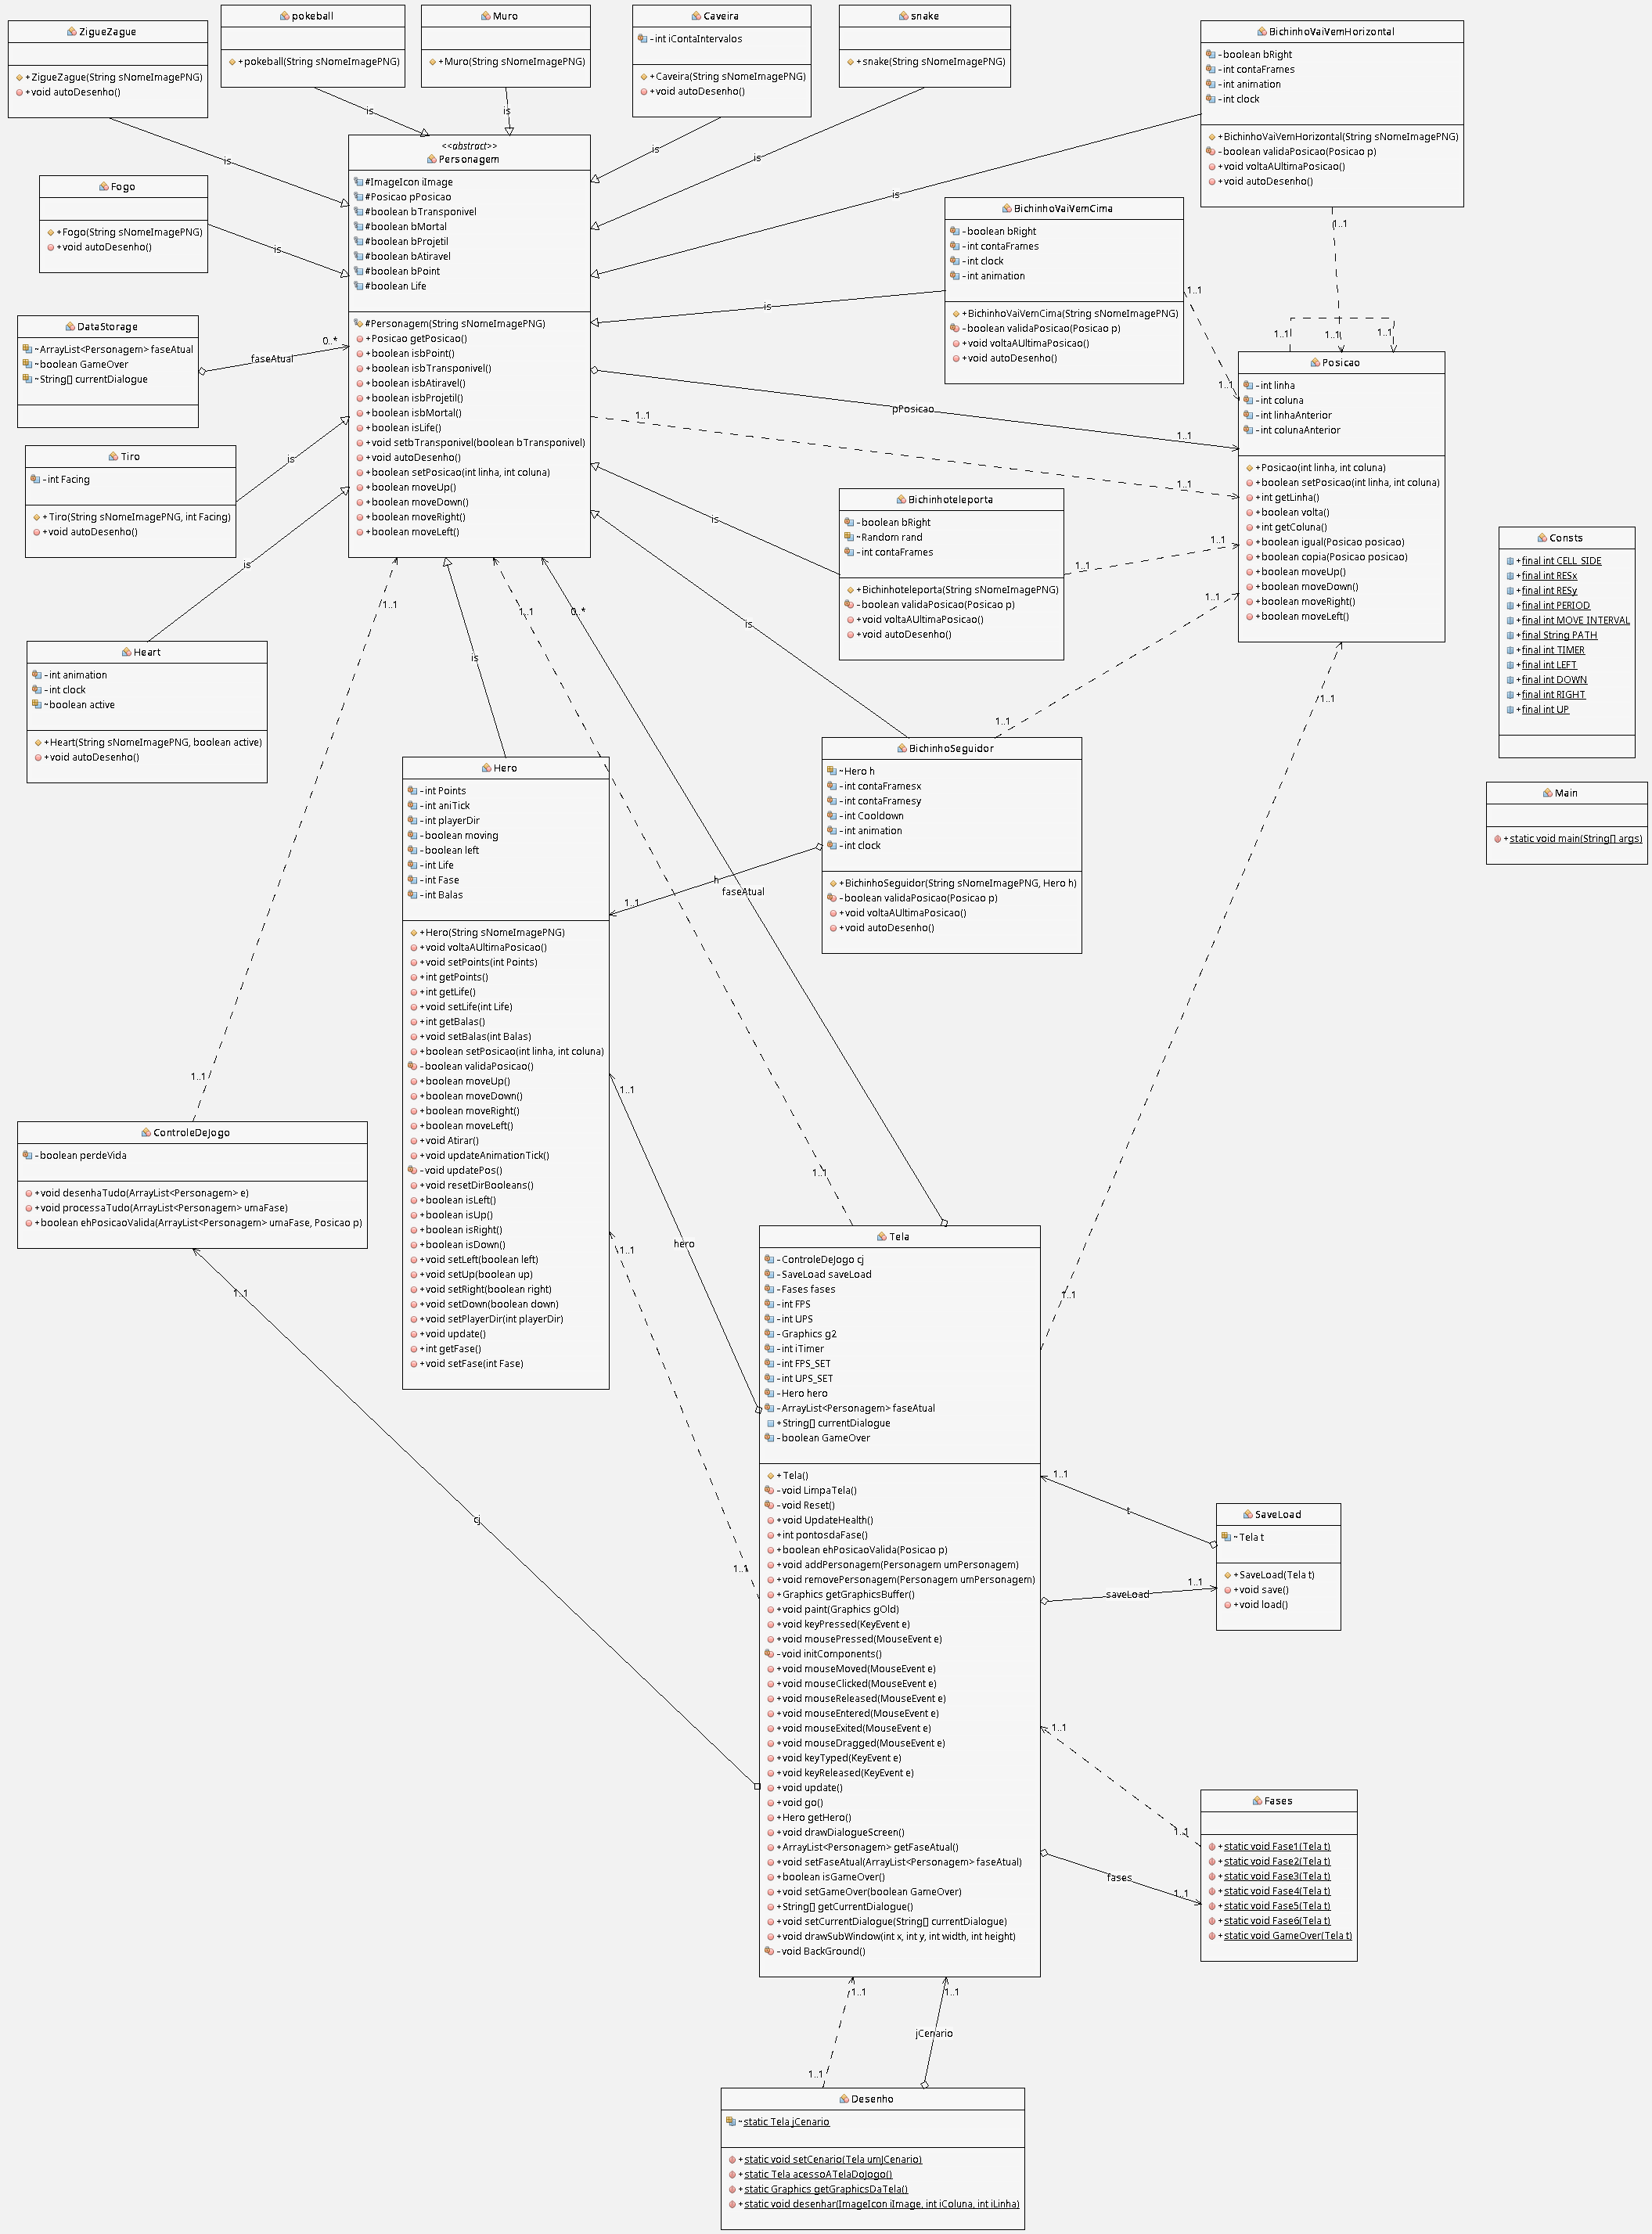 ZigueZague
+ZigueZague(String sNomeImagePNG)
+void autoDesenho()
pokeball
+pokeball(String sNomeImagePNG)
Muro
+Muro(String sNomeImagePNG)
Caveira
-int iContaIntervalos
+Caveira(String sNomeImagePNG)
+void autoDesenho()
snake
+snake(String sNomeImagePNG)
BichinhoVaiVemHorizontal
-boolean bRight
-int contaFrames
-int animation
-int clock
+BichinhoVaiVemHorizontal(String sNomeImagePNG)
-boolean validaPosicao(Posicao p)
+void voltaAUltimaPosicao()
+void autoDesenho()
is
is
is
is
is
is
<<abstract>>
Personagem
#ImageIcon iImage
#Posicao pPosicao
#boolean bTransponivel
#boolean bMortal
#boolean bProjetil
#boolean bAtiravel
#boolean bPoint
#boolean Life
#Personagem(String sNomeImagePNG)
+Posicao getPosicao()
+boolean isbPoint()
+boolean isbTransponivel()
+boolean isbAtiravel()
+boolean isbProjetil()
+boolean isbMortal()
+boolean isLife()
+void setbTransponivel(boolean bTransponivel)
+void autoDesenho()
+boolean setPosicao(int linha, int coluna)
+boolean moveUp()
+boolean moveDown()
+boolean moveRight()
+boolean moveLeft()
Fogo
+Fogo(String sNomeImagePNG)
+void autoDesenho()
is
BichinhoVaiVemCima
-boolean bRight
-int contaFrames
-int clock
-int animation
+BichinhoVaiVemCima(String sNomeImagePNG)
-boolean validaPosicao(Posicao p)
+void voltaAUltimaPosicao()
+void autoDesenho()
is
1..1
1..1
1..1
1..1
1..1
1..1
1..1
DataStorage
~ArrayList<Personagem> faseAtual
~boolean GameOver
~String[] currentDialogue
0..*
faseAtual
Posicao
-int linha
-int coluna
-int linhaAnterior
-int colunaAnterior
+Posicao(int linha, int coluna)
+boolean setPosicao(int linha, int coluna)
+int getLinha()
+boolean volta()
+int getColuna()
+boolean igual(Posicao posicao)
+boolean copia(Posicao posicao)
+boolean moveUp()
+boolean moveDown()
+boolean moveRight()
+boolean moveLeft()
pPosicao
1..1
1..1
1..1
Tiro
-int Facing
+Tiro(String sNomeImagePNG, int Facing)
+void autoDesenho()
is
Bichinhoteleporta
-boolean bRight
~Random rand
-int contaFrames
+Bichinhoteleporta(String sNomeImagePNG)
-boolean validaPosicao(Posicao p)
+void voltaAUltimaPosicao()
+void autoDesenho()
is
1..1
1..1
Consts
+final int CELL_SIDE
+final int RESx
+final int RESy
+final int PERIOD
+final int MOVE_INTERVAL
+final String PATH
+final int TIMER
+final int LEFT
+final int DOWN
+final int RIGHT
+final int UP
is
1..1
1..1
0..*
is
1..1
1..1
1..1
Heart
-int animation
-int clock
~boolean active
+Heart(String sNomeImagePNG, boolean active)
+void autoDesenho()
is
Hero
-int Points
-int aniTick
-int playerDir
-boolean moving
-boolean left
-int Life
-int Fase
-int Balas
+Hero(String sNomeImagePNG)
+void voltaAUltimaPosicao()
+void setPoints(int Points)
+int getPoints()
+int getLife()
+void setLife(int Life)
+int getBalas()
+void setBalas(int Balas)
+boolean setPosicao(int linha, int coluna)
-boolean validaPosicao()
+boolean moveUp()
+boolean moveDown()
+boolean moveRight()
+boolean moveLeft()
+void Atirar()
+void updateAnimationTick()
-void updatePos()
+void resetDirBooleans()
+boolean isLeft()
+boolean isUp()
+boolean isRight()
+boolean isDown()
+void setLeft(boolean left)
+void setUp(boolean up)
+void setRight(boolean right)
+void setDown(boolean down)
+void setPlayerDir(int playerDir)
+void update()
+int getFase()
+void setFase(int Fase)
BichinhoSeguidor
~Hero h
-int contaFramesx
-int contaFramesy
-int Cooldown
-int animation
-int clock
+BichinhoSeguidor(String sNomeImagePNG, Hero h)
-boolean validaPosicao(Posicao p)
+void voltaAUltimaPosicao()
+void autoDesenho()
Main
+static void main(String[] args)
h
faseAtual
1..1
1..1
1..1
ControleDeJogo
-boolean perdeVida
+void desenhaTudo(ArrayList<Personagem> e)
+void processaTudo(ArrayList<Personagem> umaFase)
+boolean ehPosicaoValida(ArrayList<Personagem> umaFase, Posicao p)
1..1
hero
1..1
1..1
1..1
Tela
-ControleDeJogo cj
-SaveLoad saveLoad
-Fases fases
-int FPS
-int UPS
-Graphics g2
-int iTimer
-int FPS_SET
-int UPS_SET
-Hero hero
-ArrayList<Personagem> faseAtual
+String[] currentDialogue
-boolean GameOver
+Tela()
-void LimpaTela()
-void Reset()
+void UpdateHealth()
+int pontosdaFase()
+boolean ehPosicaoValida(Posicao p)
+void addPersonagem(Personagem umPersonagem)
+void removePersonagem(Personagem umPersonagem)
+Graphics getGraphicsBuffer()
+void paint(Graphics gOld)
+void keyPressed(KeyEvent e)
+void mousePressed(MouseEvent e)
-void initComponents()
+void mouseMoved(MouseEvent e)
+void mouseClicked(MouseEvent e)
+void mouseReleased(MouseEvent e)
+void mouseEntered(MouseEvent e)
+void mouseExited(MouseEvent e)
+void mouseDragged(MouseEvent e)
+void keyTyped(KeyEvent e)
+void keyReleased(KeyEvent e)
+void update()
+void go()
+Hero getHero()
+void drawDialogueScreen()
+ArrayList<Personagem> getFaseAtual()
+void setFaseAtual(ArrayList<Personagem> faseAtual)
+boolean isGameOver()
+void setGameOver(boolean GameOver)
+String[] getCurrentDialogue()
+void setCurrentDialogue(String[] currentDialogue)
+void drawSubWindow(int x, int y, int width, int height)
-void BackGround()
cj
1..1
1..1
t
SaveLoad
~Tela t
+SaveLoad(Tela t)
+void save()
+void load()
saveLoad
1..1
1..1
1..1
Fases
+static void Fase1(Tela t)
+static void Fase2(Tela t)
+static void Fase3(Tela t)
+static void Fase4(Tela t)
+static void Fase5(Tela t)
+static void Fase6(Tela t)
+static void GameOver(Tela t)
fases
1..1
1..1
1..1
jCenario
1..1
Desenho
~static Tela jCenario
+static void setCenario(Tela umJCenario)
+static Tela acessoATelaDoJogo()
+static Graphics getGraphicsDaTela()
+static void desenhar(ImageIcon iImage, int iColuna, int iLinha)